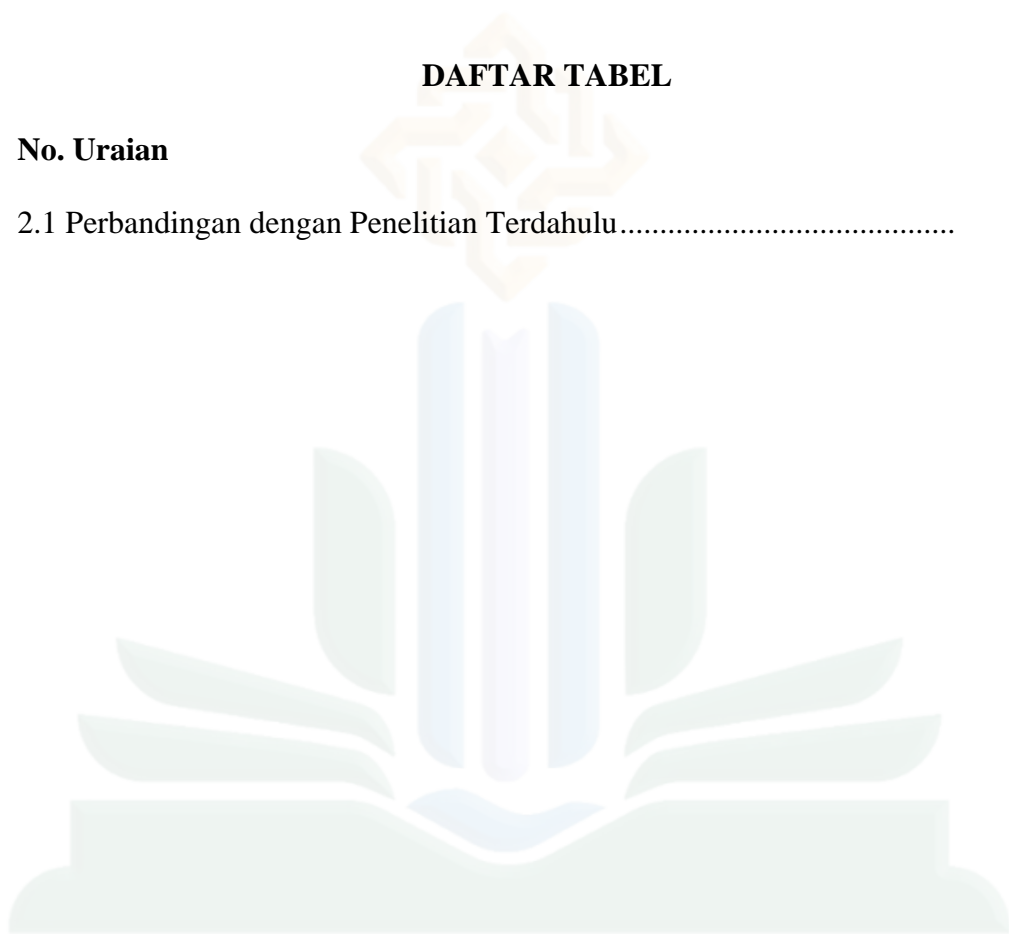 DAFTAR TABEL
No. Uraian
2.1 Perbandingan dengan Penelitian Terdahulu..........................................